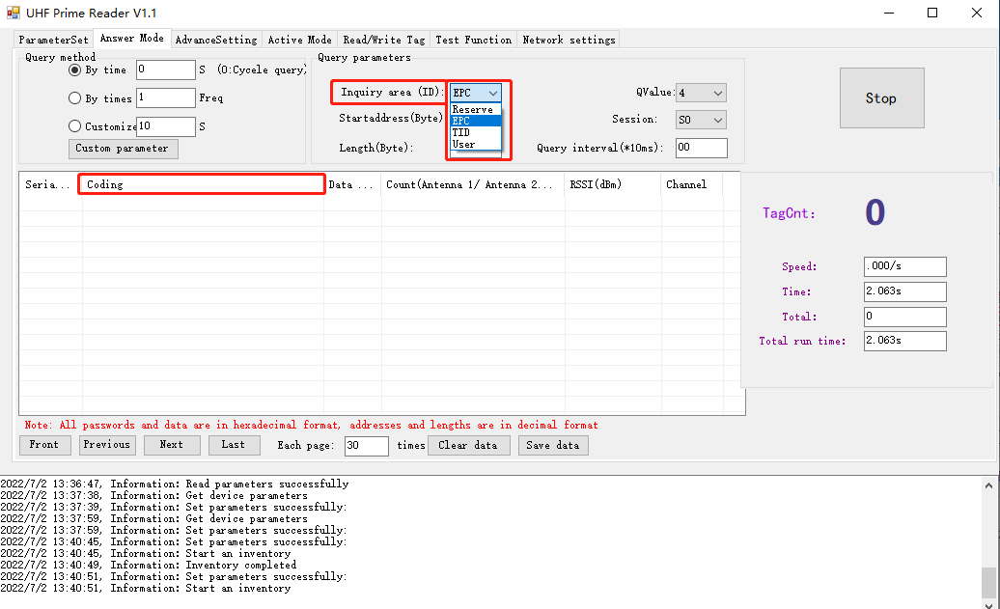 UHF Prime Reader V1.1
ParameterSet Answer Mode AdvanceSetting Active Mode Read/Write Tag Test Function Network settings
Query method
By time 0 S (0:Cycele query)
By times 1 Freq
Customize 10 S
Custom parameter
Query parameters
Inquiry area (ID): EPC
Reserve
EPC
TID
User
Startaddress(Byte)
Length(Byte):
QValue: 4
Session: S0
Query interval(*10ms): 00
Stop
Seria... Coding Data ... Count(Antenna 1/ Antenna 2... RSSI(dBm) Channel
TagCnt: 0
Speed: .000/s
Time: 2.063s
Total: 0
Total run time: 2.063s
Note: All passwords and data are in hexadecimal format, addresses and lengths are in decimal format
Front Previous Next Last Each page: 30 times Clear data Save data
2022/7/2 13:36:47, Information: Read parameters successfully
2022/7/2 13:37:38, Information: Get device parameters
2022/7/2 13:37:39, Information: Set parameters successfully:
2022/7/2 13:37:59, Information: Get device parameters
2022/7/2 13:37:59, Information: Set parameters successfully:
2022/7/2 13:40:45, Information: Set parameters successfully:
2022/7/2 13:40:45, Information: Start an inventory
2022/7/2 13:40:49, Information: Inventory completed
2022/7/2 13:40:51, Information: Set parameters successfully:
2022/7/2 13:40:51, Information: Start an inventory